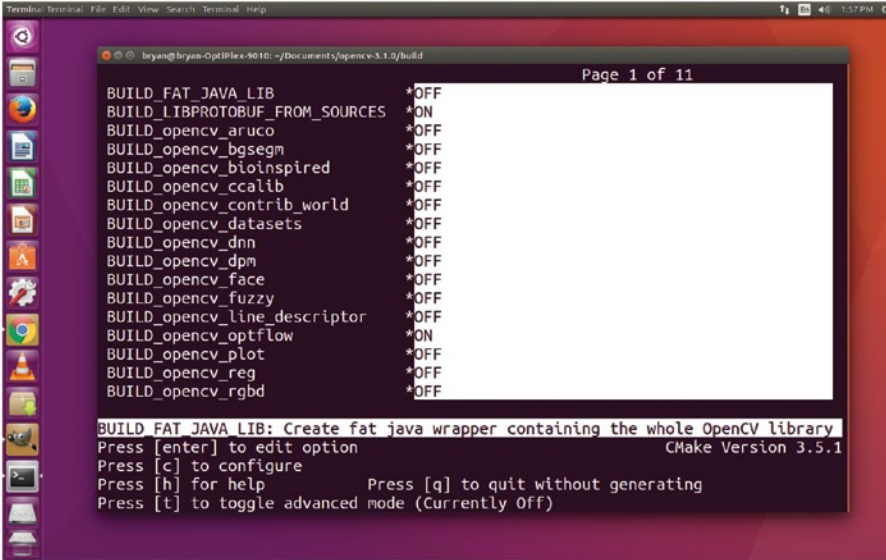 Terminal Terminal File Edit View Search Terminal Help
En 1:57 PM
bryan@bryan-OptiPlex-9010: ~/Documents/opencv-3.1.0/build
Page 1 of 11
BUILD_FAT_JAVA_LIB *OFF
BUILD_LIBPROTOBUF_FROM_SOURCES *ON
BUILD_opencv_aruco *OFF
BUILD_opencv_bgsegm *OFF
BUILD_opencv_bioinspired *OFF
BUILD_opencv_ccalib *OFF
BUILD_opencv_contrib_world *OFF
BUILD_opencv_datasets *OFF
BUILD_opencv_dnn *OFF
BUILD_opencv_dpm *OFF
BUILD_opencv_face *OFF
BUILD_opencv_fuzzy *OFF
BUILD_opencv_line_descriptor *OFF
BUILD_opencv_optflow *ON
BUILD_opencv_plot *OFF
BUILD_opencv_reg *OFF
BUILD_opencv_rgbd *OFF
BUILD_FAT_JAVA_LIB: Create fat java wrapper containing the whole OpenCV library
Press [enter] to edit option CMake Version 3.5.1
Press [c] to configure
Press [h] for help Press [q] to quit without generating
Press [t] to toggle advanced mode (Currently Off)